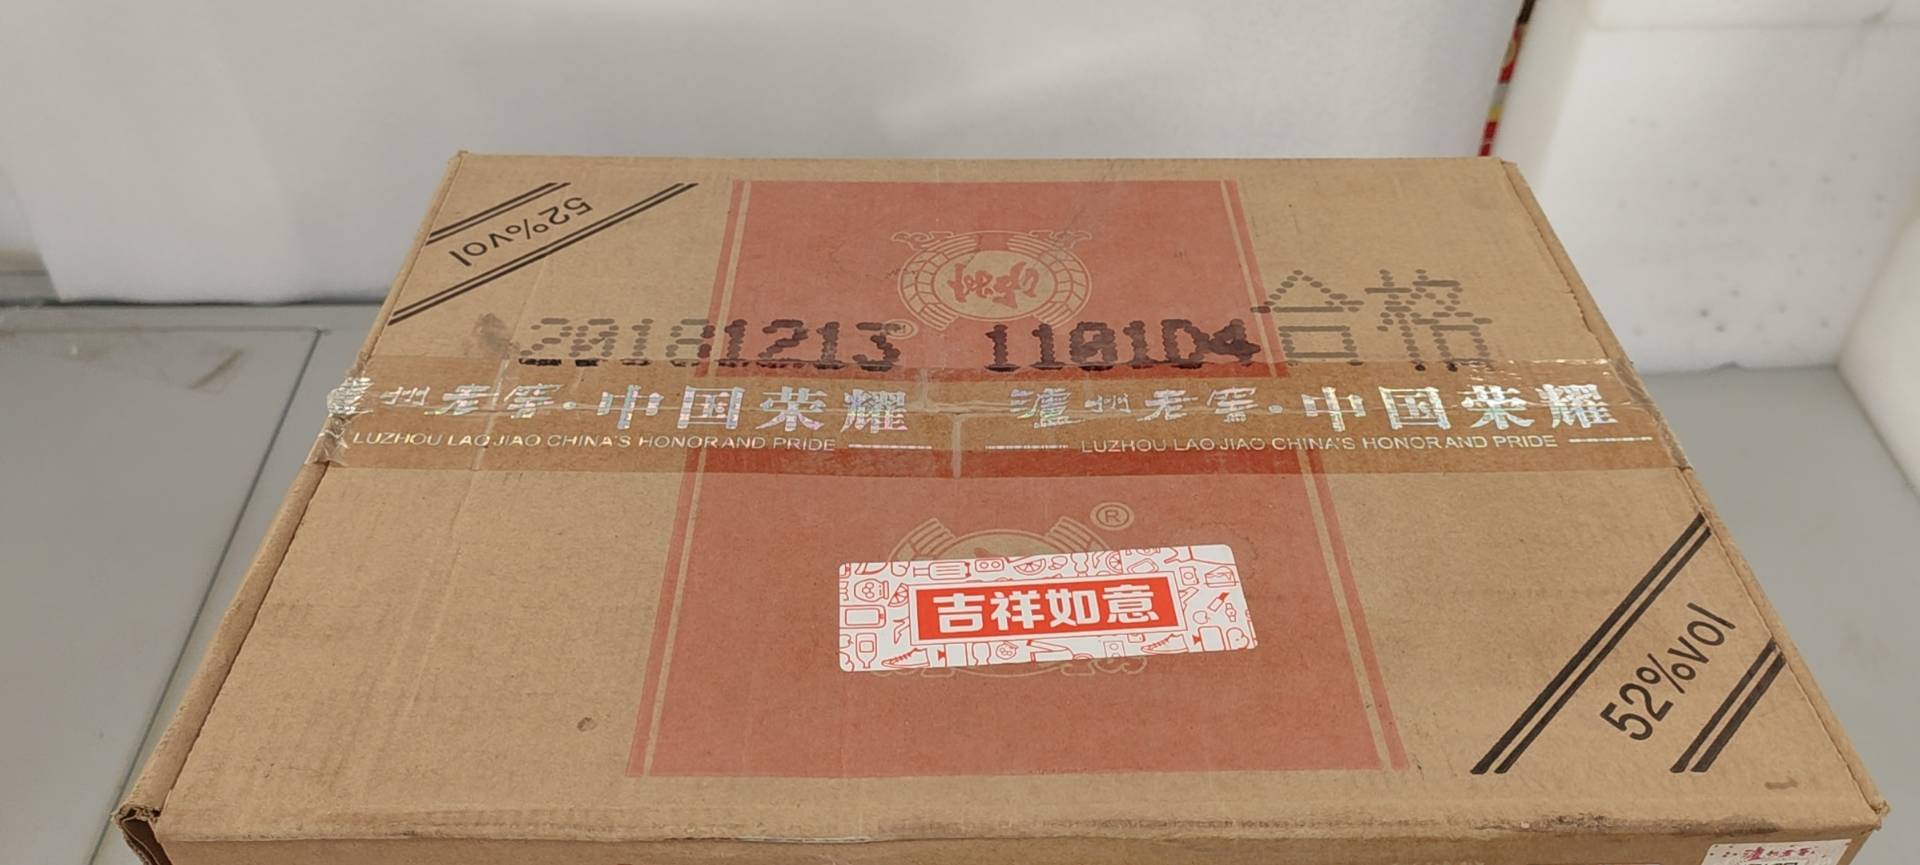 52%vol
20181213 1101D4 合格
泸州老窖·中国荣耀 泸州老窖·中国荣耀
LUZHOU LAO JIAO CHINA'S HONOR AND PRIDE LUZHOU LAO JIAO CHINA'S HONOR AND PRIDE
®
吉祥如意
52%vol